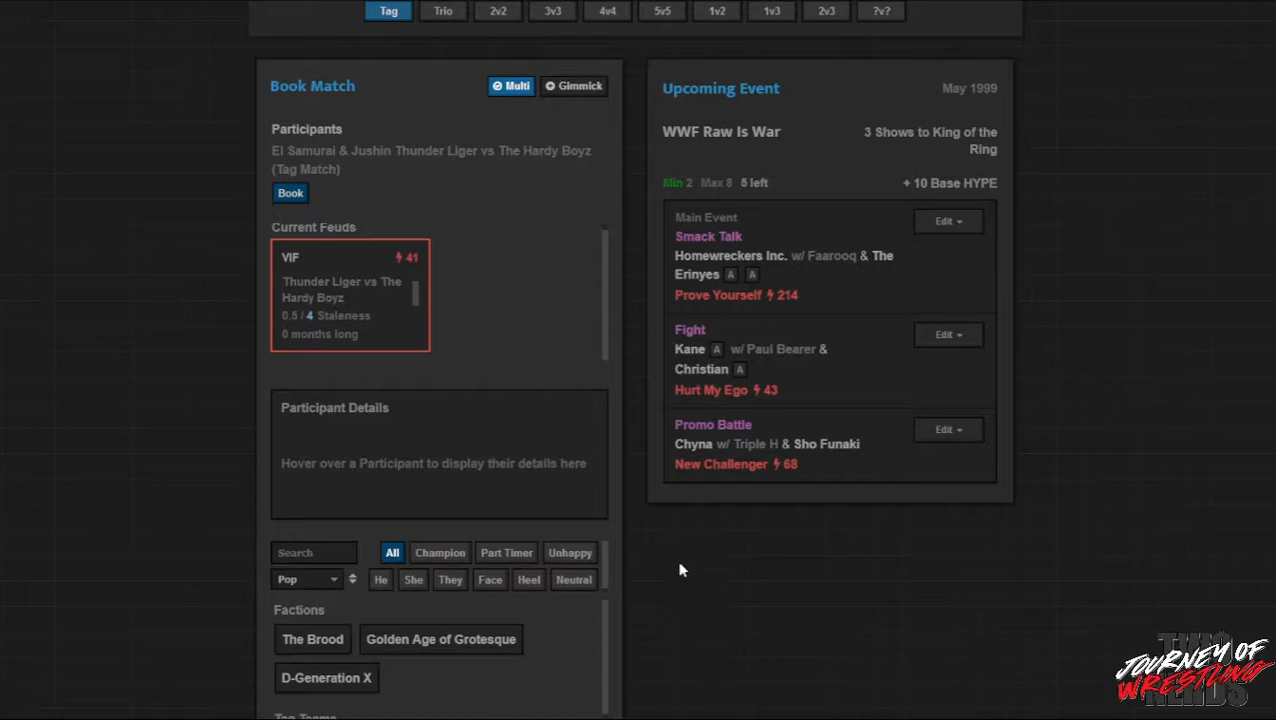 Tag Trio 2v2 3v3 4v4 5v5 1v2 1v3 2v3 ?v?
Book Match
Multi Gimmick
Participants
El Samurai & Jushin Thunder Liger vs The Hardy Boyz
(Tag Match)
Book
Current Feuds
VIF 41
Thunder Liger vs The
Hardy Boyz
0.5 / 4 Staleness
0 months long
Participant Details
Hover over a Participant to display their details here
Search All Champion Part Timer Unhappy
Pop He She They Face Heel Neutral
Factions
The Brood Golden Age of Grotesque
D-Generation X
Tag Teams
Upcoming Event May 1999
WWF Raw Is War 3 Shows to King of the
Ring
Min 2 Max 8 5 left + 10 Base HYPE
Main Event Edit
Smack Talk
Homewreckers Inc. w/ Faarooq & The
Erinyes A A
Prove Yourself 214
Fight Edit
Kane A w/ Paul Bearer &
Christian A
Hurt My Ego 43
Promo Battle Edit
Chyna w/ Triple H & Sho Funaki
New Challenger 68
JOURNEY OF
WRESTLING